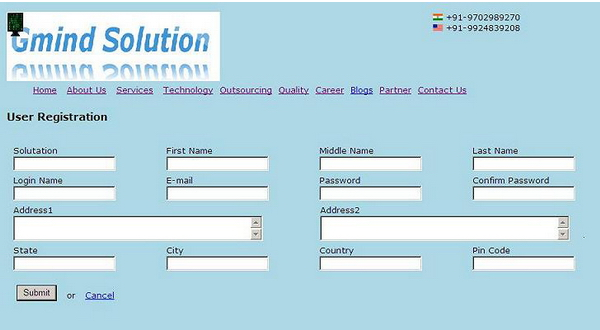 +91-9702989270
Gmind Solution
+91-9924839208
Home About Us Services Technology Outsourcing Quality Career Blogs Partner Contact Us
User Registration
Solutation First Name Middle Name Last Name
Login Name E-mail Password Confirm Password
Address1 Address2
State City Country Pin Code
Submit or Cancel